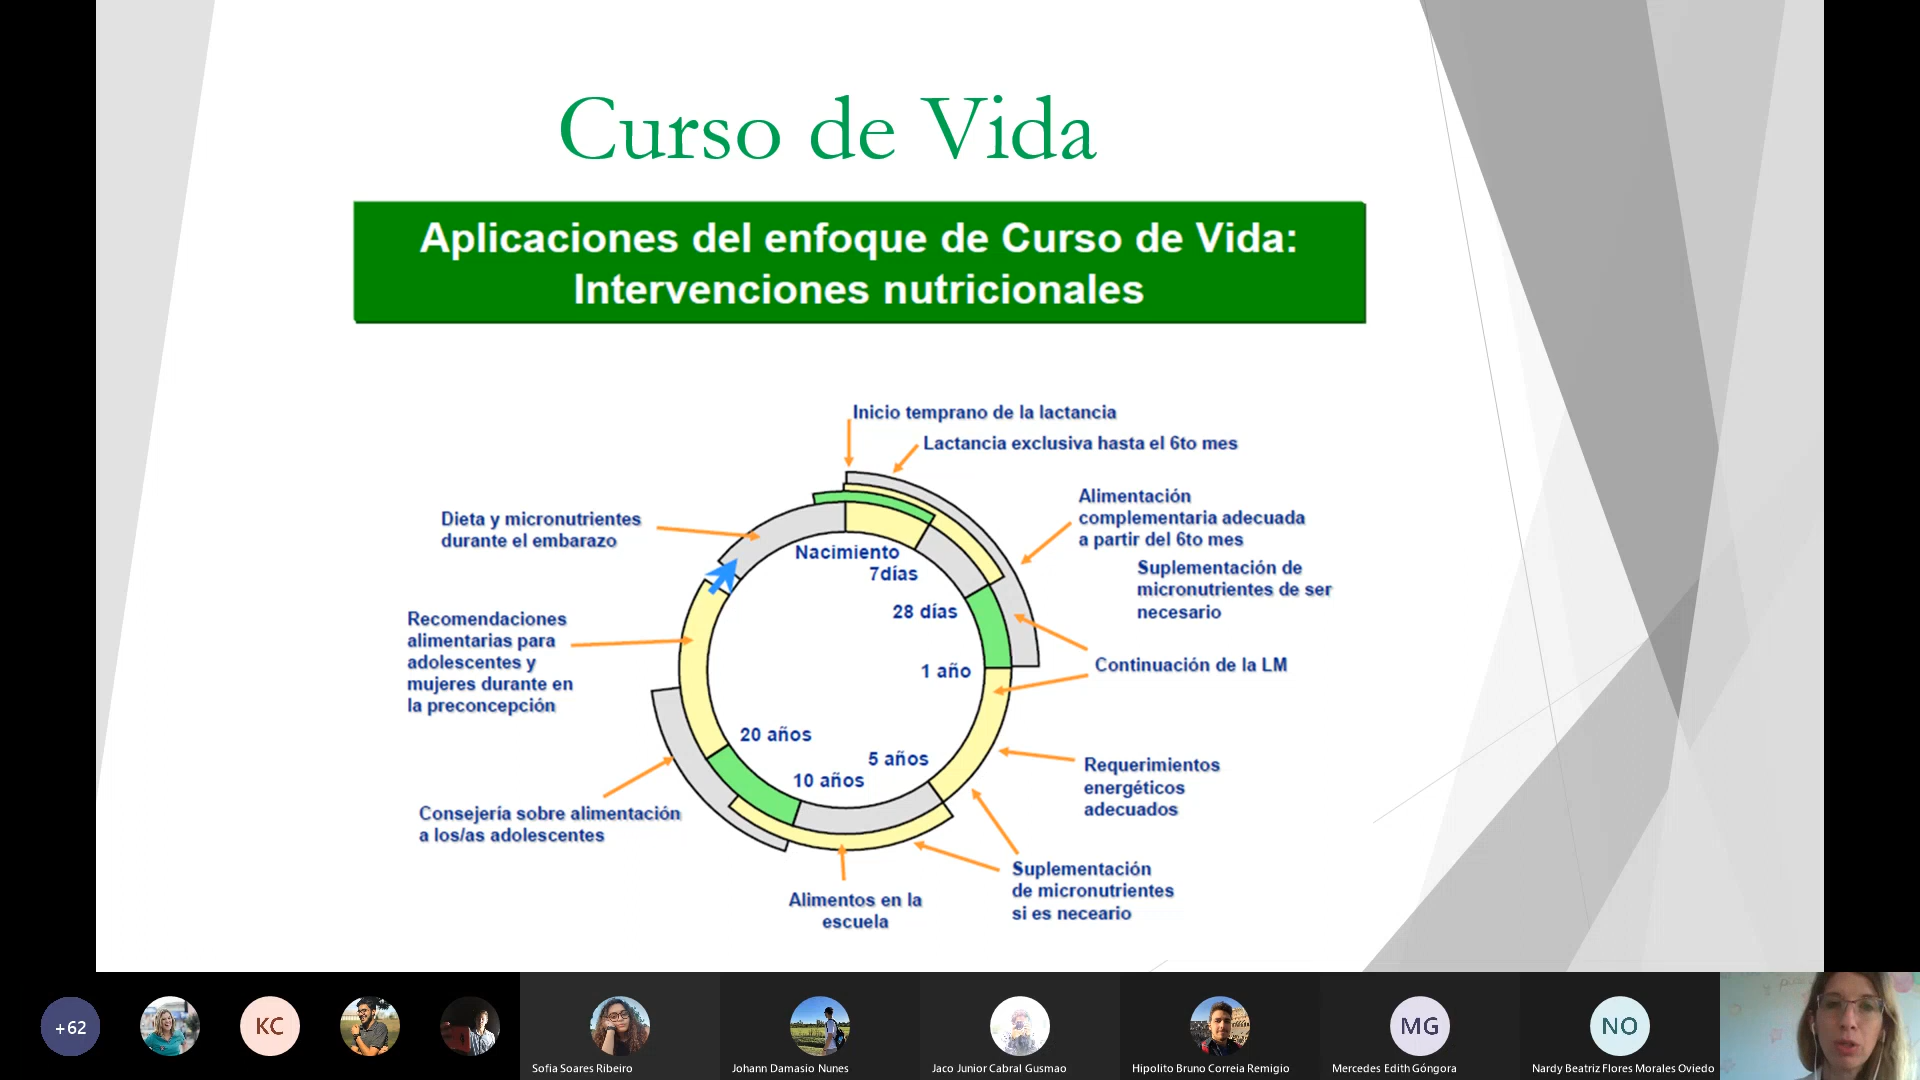 Curso de Vida
Aplicaciones del enfoque de Curso de Vida:
Intervenciones nutricionales
Inicio temprano de la lactancia
Lactancia exclusiva hasta el 6to mes
Alimentación
complementaria adecuada
a partir del 6to mes
Suplementación de
micronutrientes de ser
necesario
Continuación de la LM
Requerimientos
energéticos
adecuados
Suplementación
de micronutrientes
si es neceario
Alimentos en la
escuela
Consejería sobre alimentación
a los/as adolescentes
Recomendaciones
alimentarias para
adolescentes y
mujeres durante en
la preconcepción
Dieta y micronutrientes
durante el embarazo
Nacimiento
7días
28 días
1 año
5 años
10 años
20 años
+62
KC
Sofia Soares Ribeiro
Johann Damasio Nunes
Jaco Junior Cabral Gusmao
Hipolito Bruno Correia Remigio
MG
Mercedes Edith Góngora
NO
Nardy Beatriz Flores Morales Oviedo